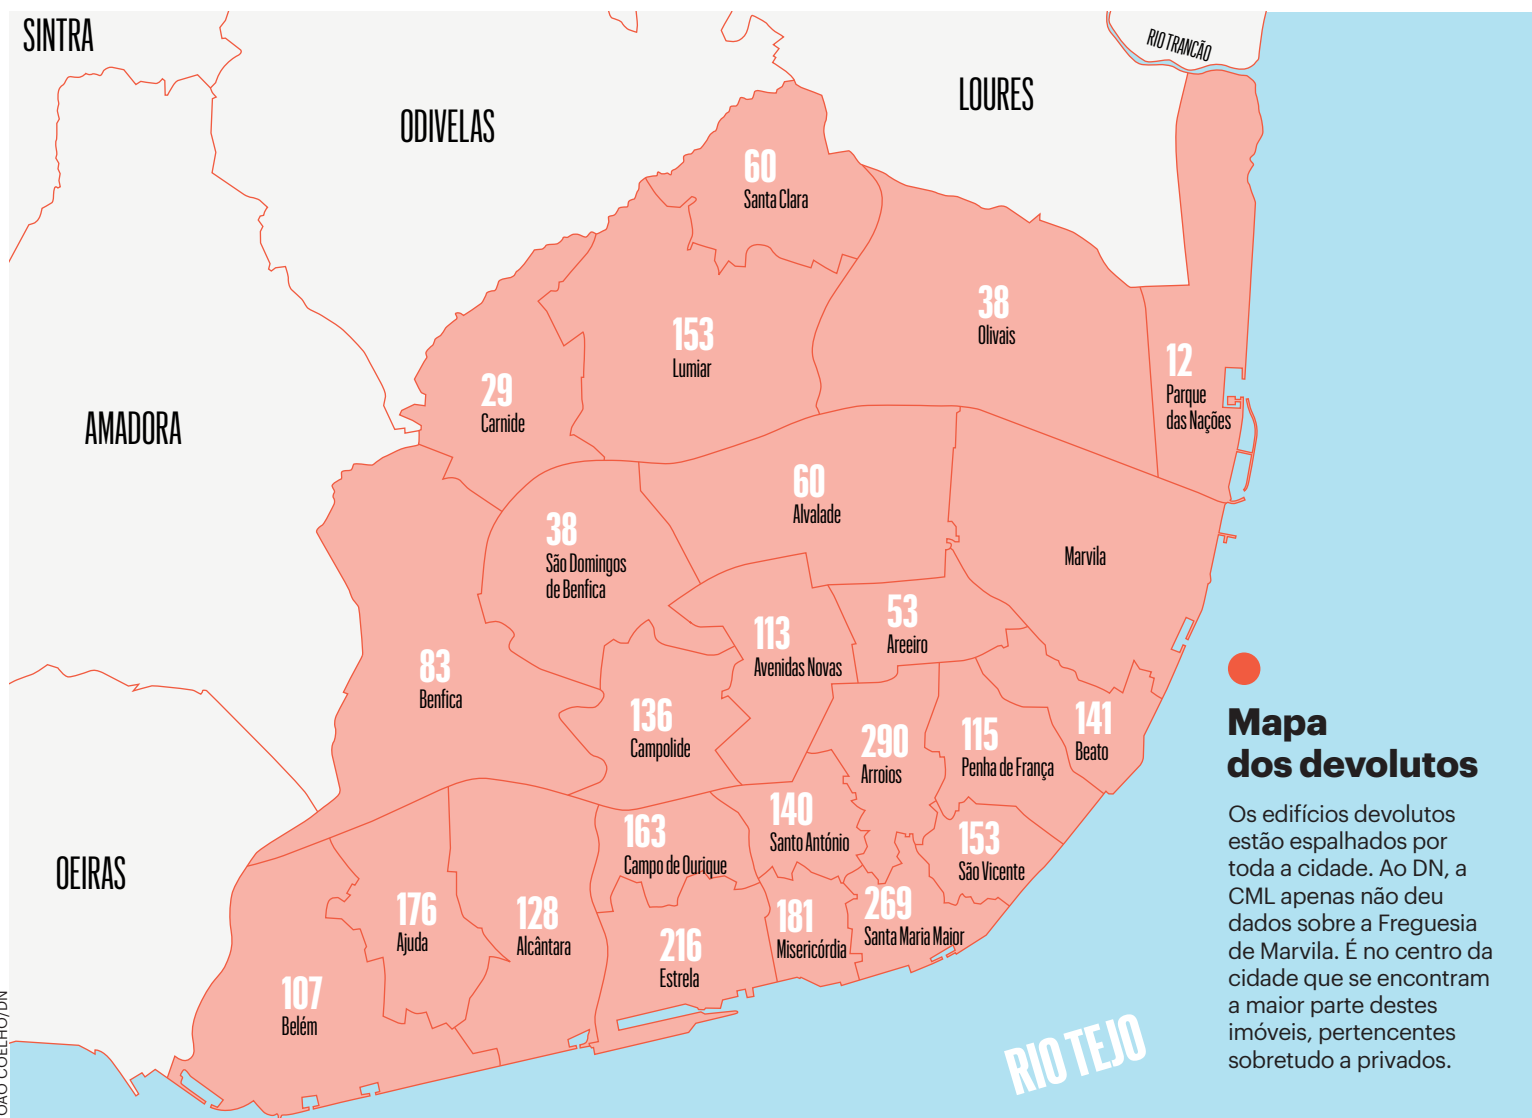 SINTRA
RIO TRANCÃO
LOURES
ODIVELAS
60
Santa Clara
38
Olivais
153
Lumiar
12
Parque
das Nações
29
Carnide
AMADORA
60
Alvalade
38
São Domingos
de Benfica
Marvila
53
Areeiro
113
Avenidas Novas
83
Benfica
136
Campolide
290
Arroios
115
Penha de França
141
Beato
140
Santo António
163
Campo de Ourique
153
São Vicente
OEIRAS
176
Ajuda
128
Alcântara
216
Estrela
181
Misericórdia
269
Santa Maria Maior
107
Belém
RIO TEJO
Mapa
dos devolutos
Os edifícios devolutos
estão espalhados por
toda a cidade. Ao DN, a
CML apenas não deu
dados sobre a Freguesia
de Marvila. É no centro da
cidade que se encontram
a maior parte destes
imóveis, pertencentes
sobretudo a privados.
COELHO/DN